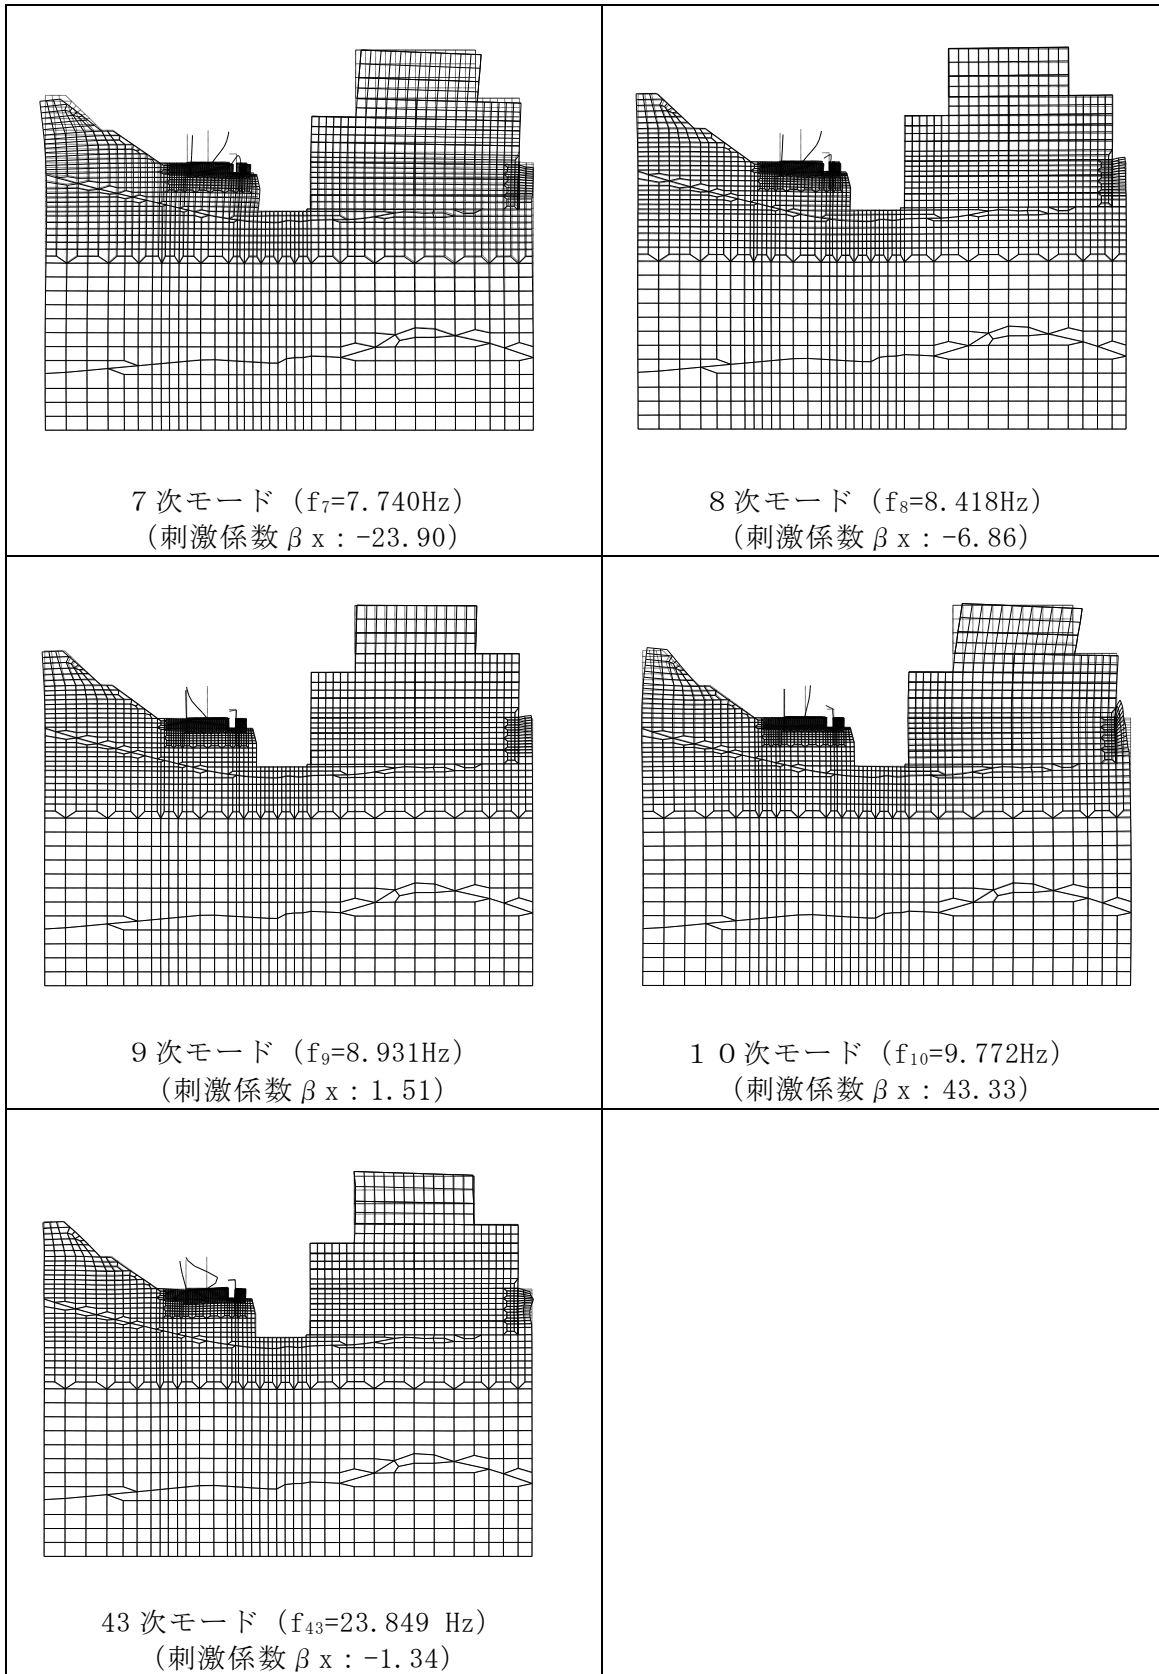 7次モード (f₇=7.740Hz)
(刺激係数βx:-23.90)
8次モード (f₈=8.418Hz)
(刺激係数βx:-6.86)
9次モード (f₉=8.931Hz)
(刺激係数βx:1.51)
10次モード (f₁₀=9.772Hz)
(刺激係数βx:43.33)
43次モード (f₄₃=23.849 Hz)
(刺激係数βx:-1.34)